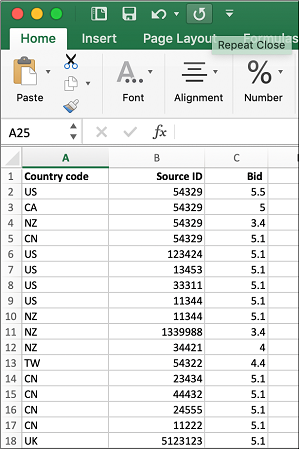 Home Insert Page Layout
Repeat Close
Paste Font Alignment Number
A25 fx
A B C
1 Country code Source ID Bid
2 US 54329 5.5
3 CA 54329 5
4 NZ 54329 3.4
5 CN 54329 5.1
6 US 123424 5.1
7 US 13453 5.1
8 US 33311 5.1
9 US 11344 5.1
10 NZ 11344 5.1
11 NZ 1339988 3.4
12 NZ 34421 4
13 TW 54322 4.4
14 CN 23434 5.1
15 CN 44432 5.1
16 CN 24555 5.1
17 CN 11222 5.1
18 UK 5123123 5.1